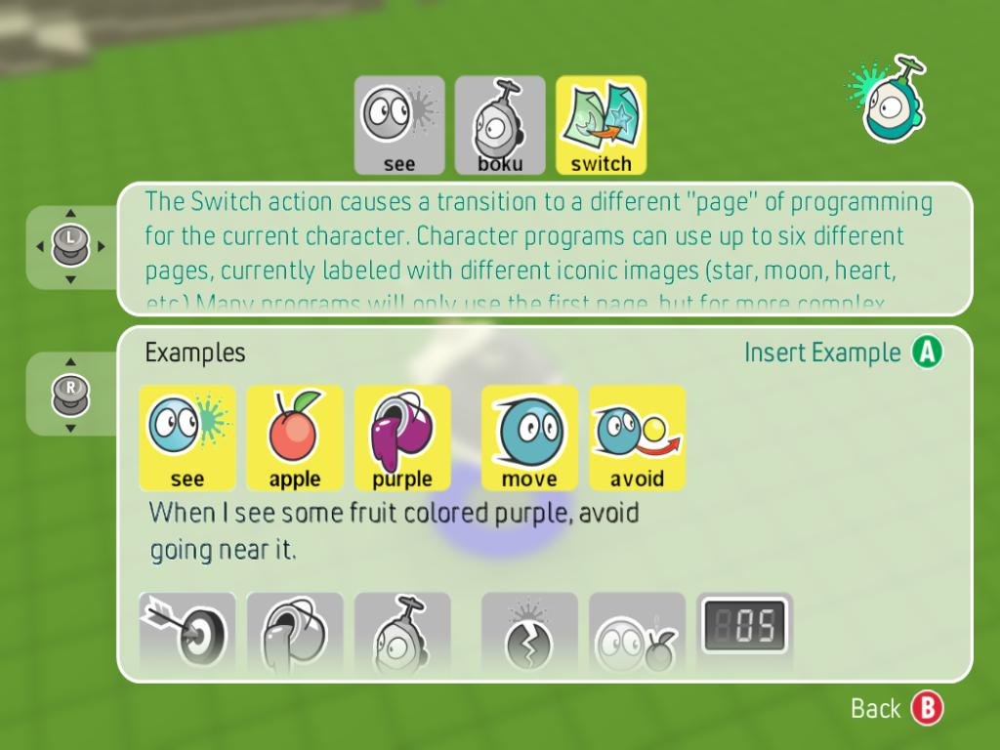 see boku switch
The Switch action causes a transition to a different "page" of programming
for the current character. Character programs can use up to six different
pages, currently labeled with different iconic images (star, moon, heart,
etc.) Many programs will only use the first page, but for more complex
L
Examples
Insert Example A
R
see apple purple move avoid
When I see some fruit colored purple, avoid
going near it.
05
Back B